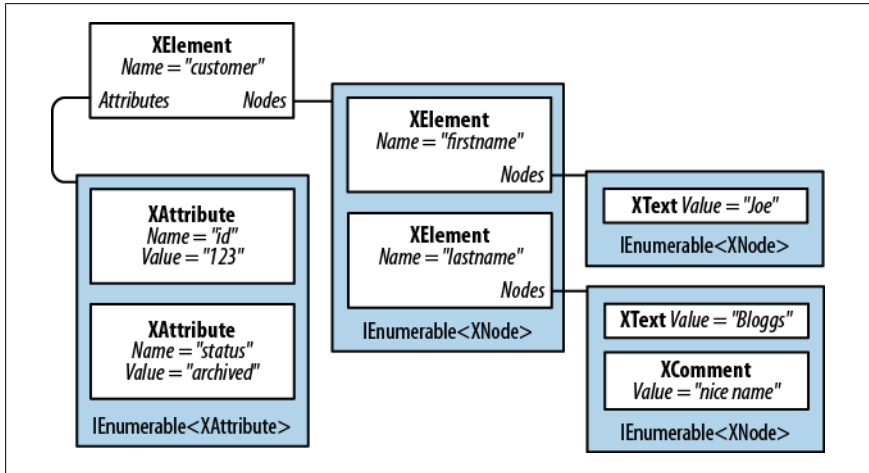 XElement
Name = "customer"
Attributes Nodes
XAttribute
Name = "id"
Value = "123"
XAttribute
Name = "status"
Value = "archived"
IEnumerable<XAttribute>
XElement
Name = "firstname"
Nodes
XElement
Name = "lastname"
Nodes
IEnumerable<XNode>
XText Value = "Joe"
IEnumerable<XNode>
XText Value = "Bloggs"
XComment
Value = "nice name"
IEnumerable<XNode>